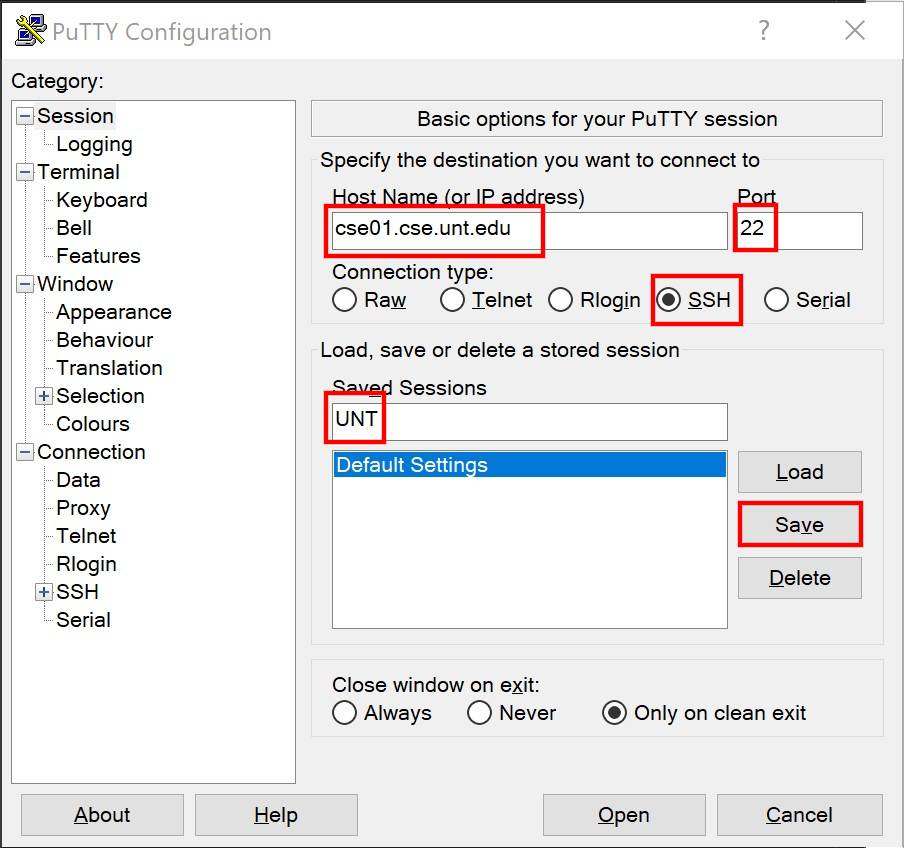 PuTTY Configuration
?
Category:
Session
Logging
Terminal
Keyboard
Bell
Features
Window
Appearance
Behaviour
Translation
Selection
Colours
Connection
Data
Proxy
Telnet
Rlogin
SSH
Serial
Basic options for your PuTTY session
Specify the destination you want to connect to
Host Name (or IP address) Port
cse01.cse.unt.edu 22
Connection type:
Raw Telnet Rlogin SSH Serial
Load, save or delete a stored session
Saved Sessions
UNT
Default Settings
Load
Save
Delete
Close window on exit:
Always Never Only on clean exit
About Help Open Cancel